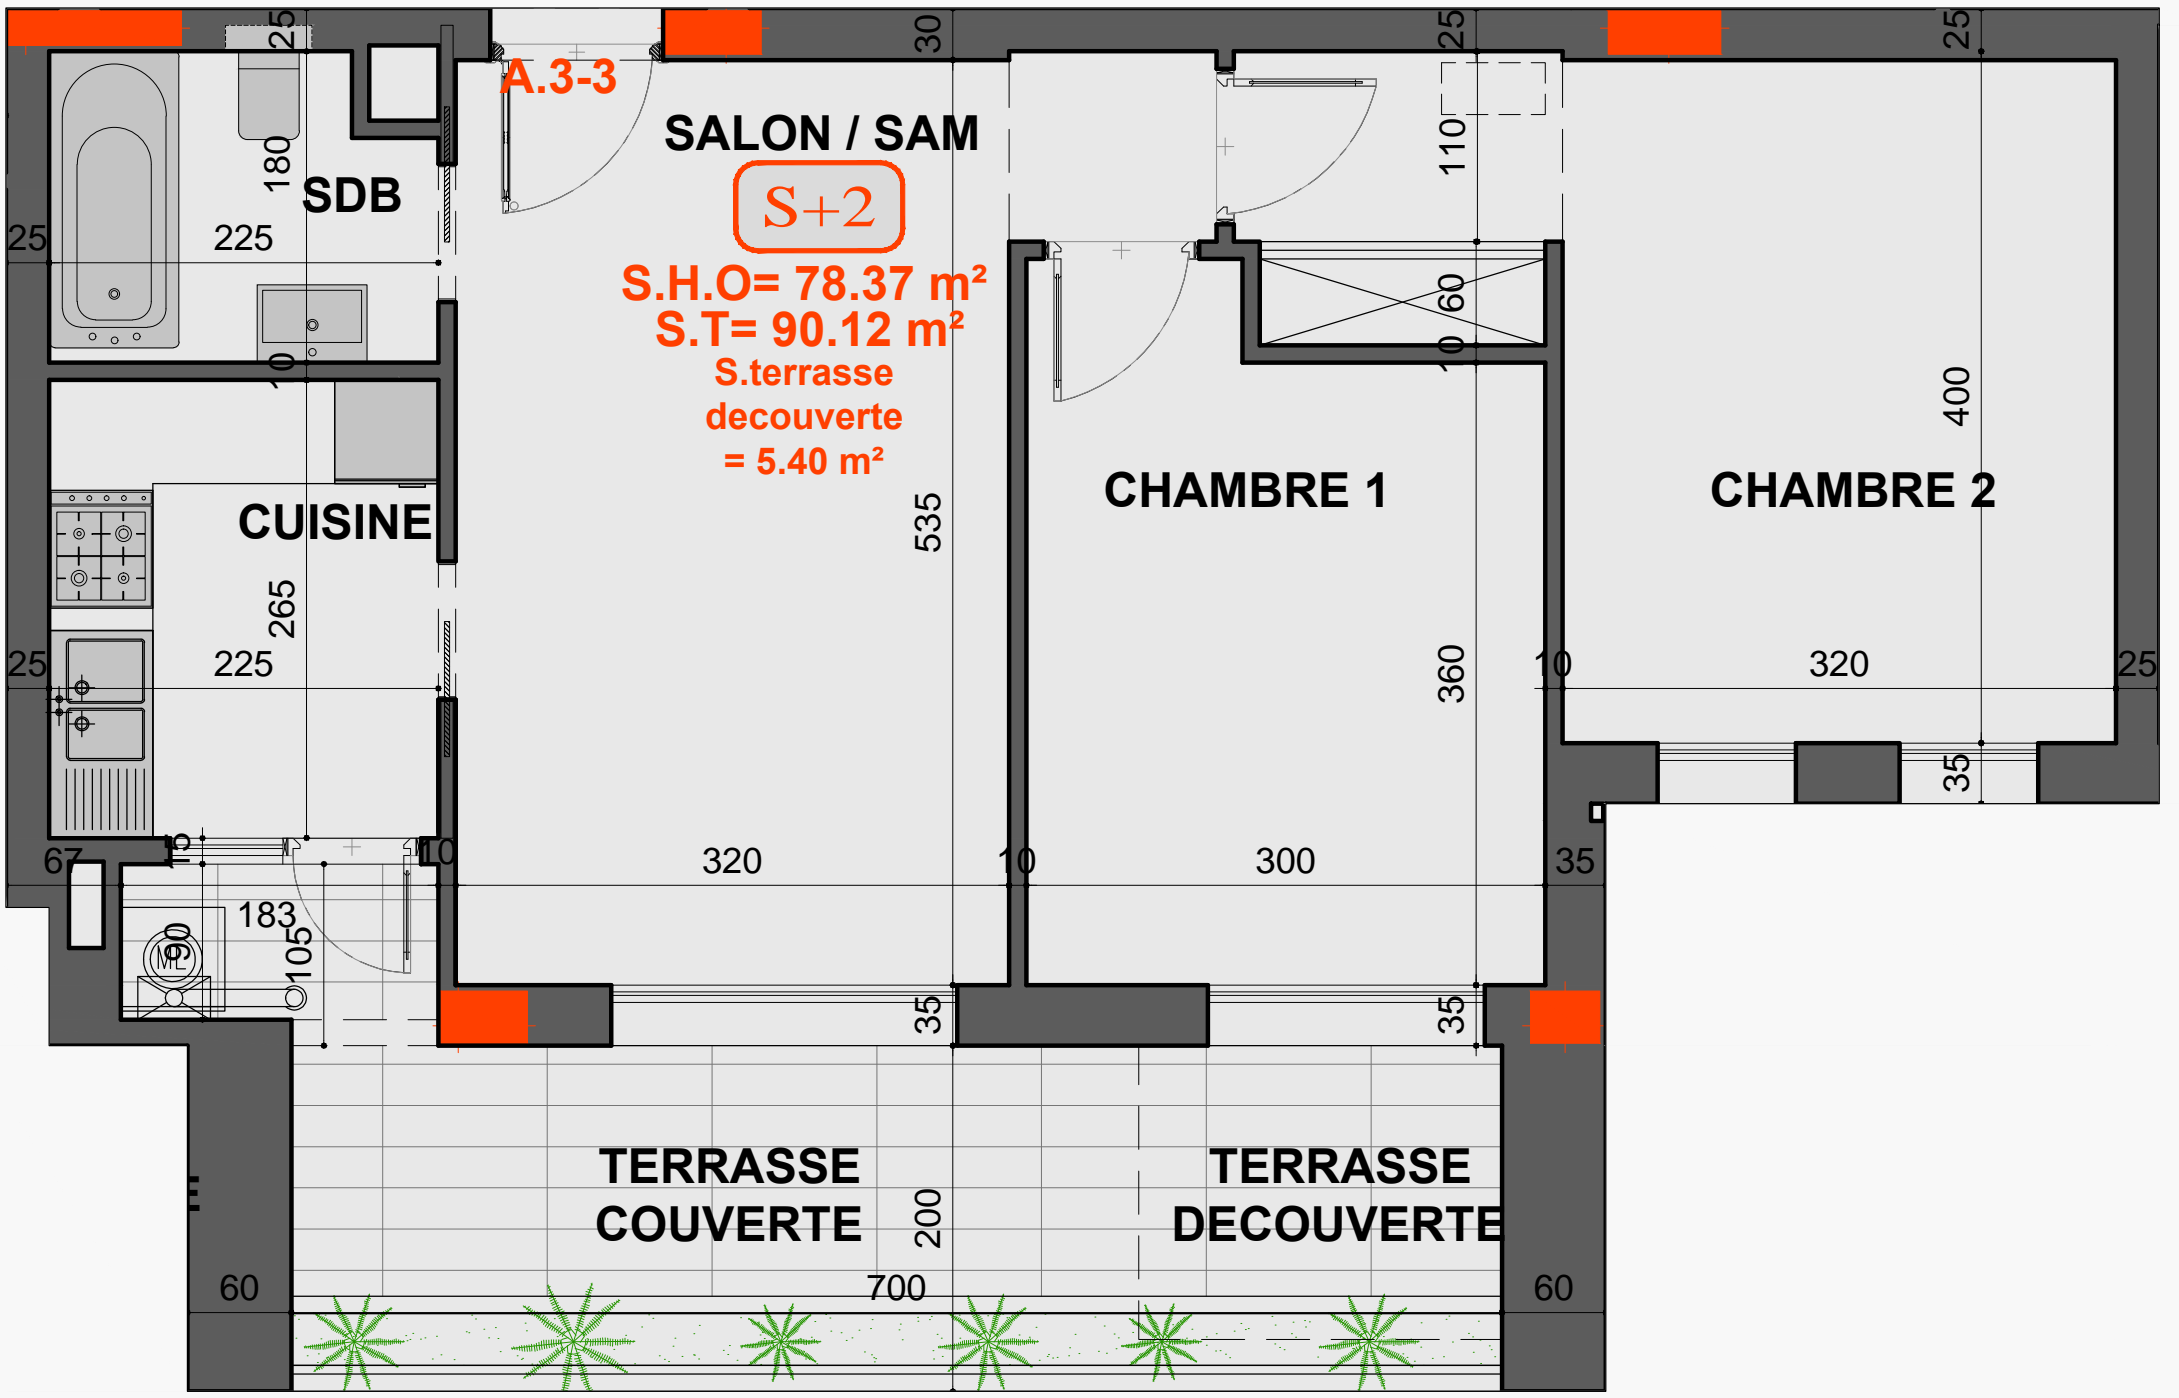 25
30
25
25
A.3-3
SALON / SAM
S+2
S.H.O= 78.37 m²
S.T= 90.12 m²
S.terrasse
decouverte
= 5.40 m²
180
SDB
25
225
10
110
60
10
400
CUISINE
535
CHAMBRE 1
CHAMBRE 2
265
25
225
360
10
320
25
35
15
67
10
320
10
300
35
183
90
105
ML
35
35
TERRASSE
COUVERTE
TERRASSE
DECOUVERTE
E
200
60
700
60